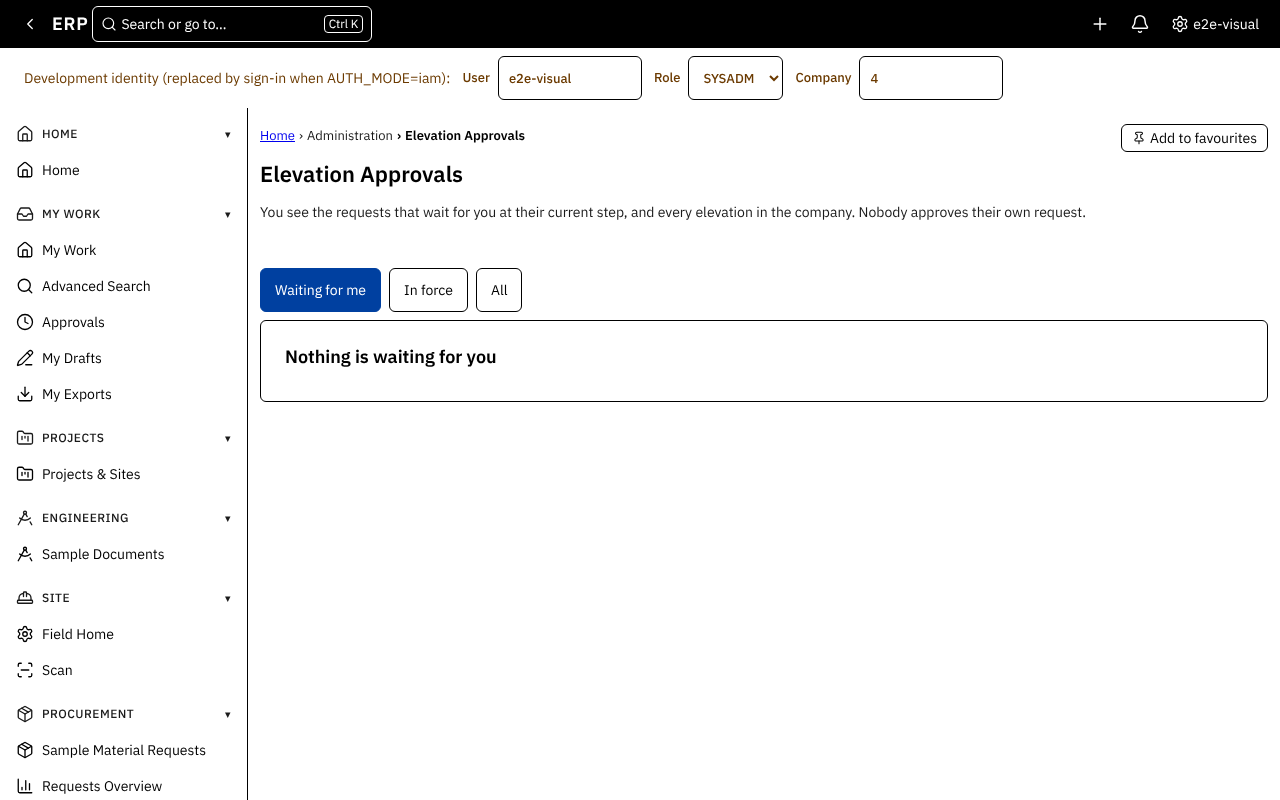 ERP
Search or go to...
Ctrl K
e2e-visual
Development identity (replaced by sign-in when AUTH_MODE=iam):
User
e2e-visual
Role
SYSADM
Company
4
HOME
Home
MY WORK
My Work
Advanced Search
Approvals
My Drafts
My Exports
PROJECTS
Projects & Sites
ENGINEERING
Sample Documents
SITE
Field Home
Scan
PROCUREMENT
Sample Material Requests
Requests Overview
Home › Administration › Elevation Approvals
Add to favourites
Elevation Approvals
You see the requests that wait for you at their current step, and every elevation in the company. Nobody approves their own request.
Waiting for me
In force
All
Nothing is waiting for you